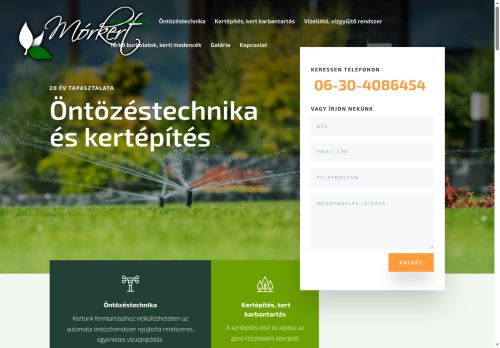 Mórkert
Öntözéstechnika
Kertépítés, kert karbantartás
Vízellátó, vízgyűjtő rendszer
Térkő burkolatok, kerti medencék
Galéria
Kapcsolat
20 ÉV TAPASZTALATA
Öntözéstechnika
és kertépítés
KERESSEN TELEFONON
06-30-4086454
VAGY ÍRJON NEKÜNK
NÉV
EMAIL CÍM
TELEFONSZÁM
MEGRENDELÉS LEÍRÁSA
KÜLDÉS
Öntözéstechnika
Kertünk fenntartásához nélkülözhetetlen az
automata öntözőrendszer nyújtotta rendszeres,
egyenletes vízutánpótlás.
Kertépítés, kert
karbantartás
A kertépítés első és lépése az
apró részletekre kiterjedő